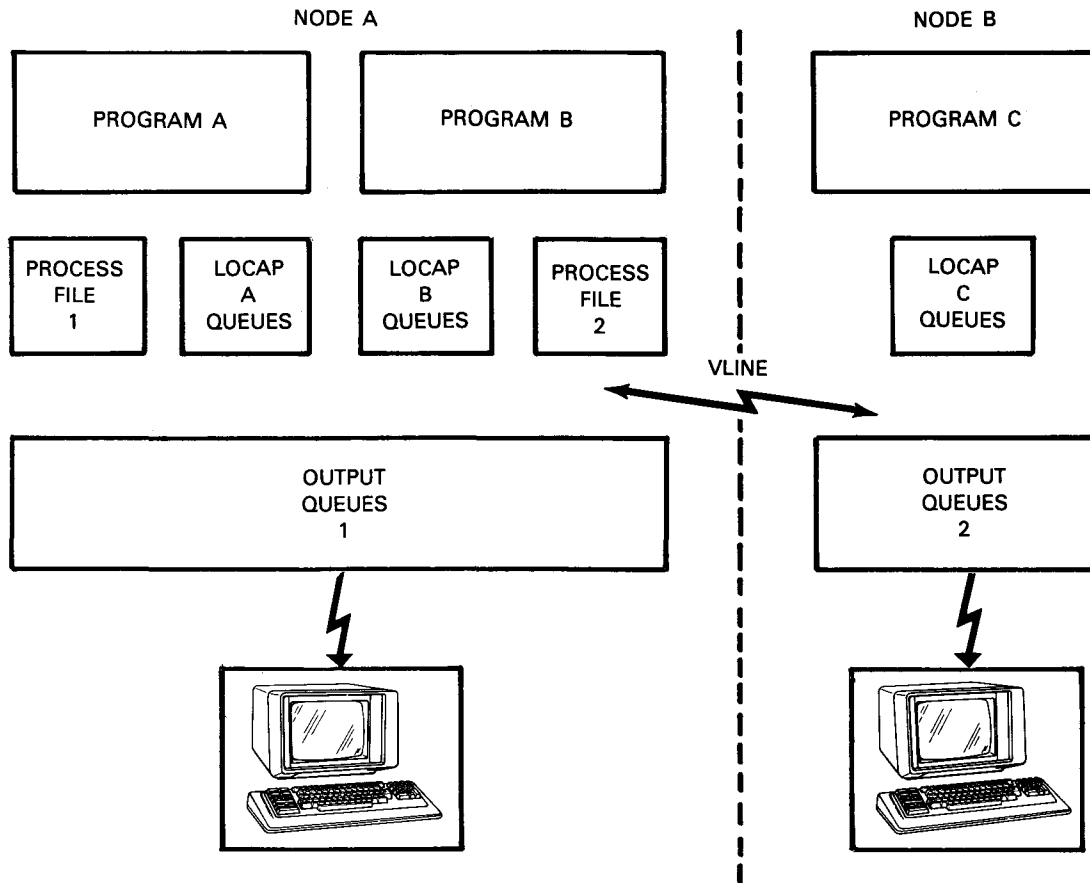 NODE A
NODE B
PROGRAM A
PROGRAM B
PROGRAM C
PROCESS
FILE
1
LOCAP
A
QUEUES
LOCAP
B
QUEUES
PROCESS
FILE
2
LOCAP
C
QUEUES
VLINE
OUTPUT
QUEUES
1
OUTPUT
QUEUES
2